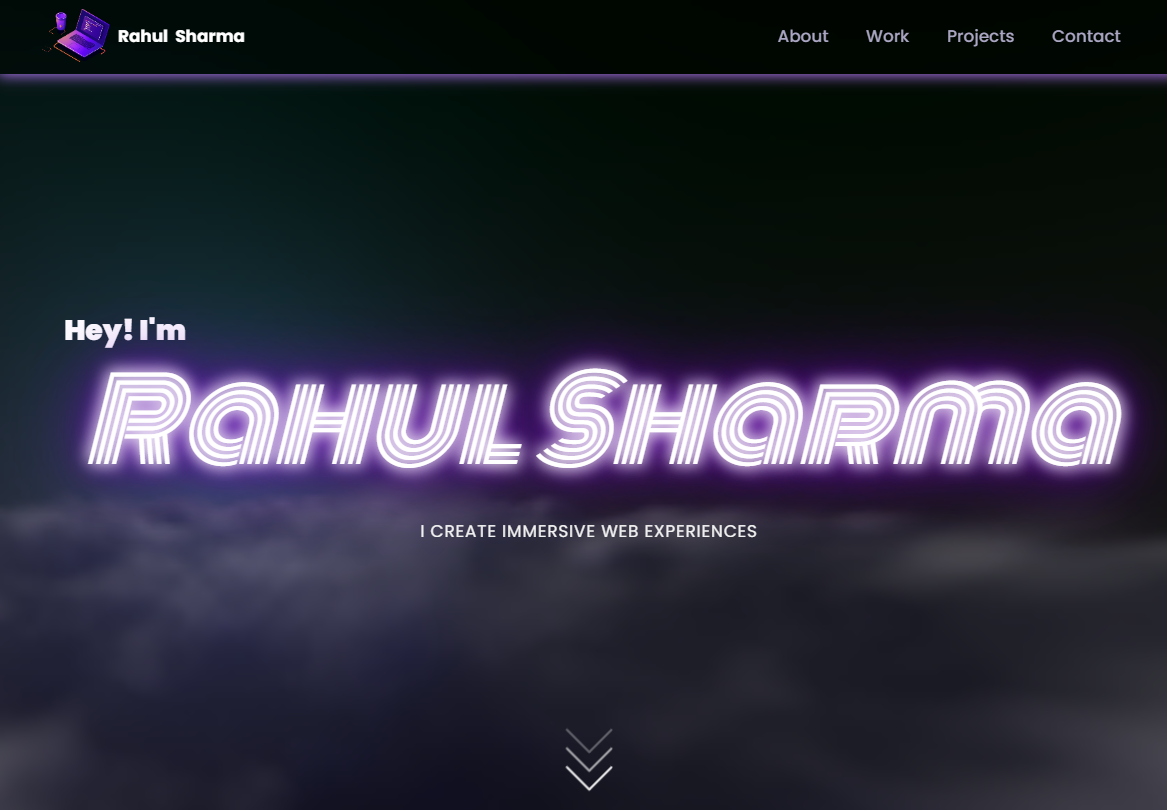 Rahul Sharma
About Work Projects Contact
Hey! I'm
Rahul Sharma
I CREATE IMMERSIVE WEB EXPERIENCES